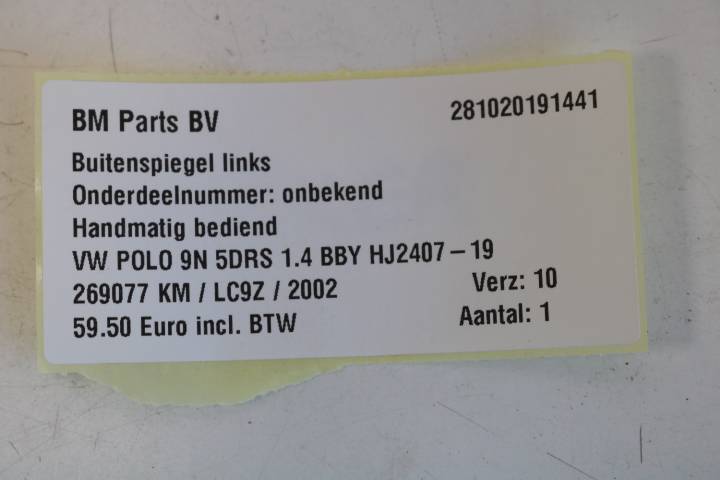 BM Parts BV 281020191441
Buitenspiegel links
Onderdeelnummer: onbekend
Handmatig bediend
VW POLO 9N 5DRS 1.4 BBY HJ2407-19
269077 KM / LC9Z / 2002 Verz: 10
59.50 Euro incl. BTW Aantal: 1